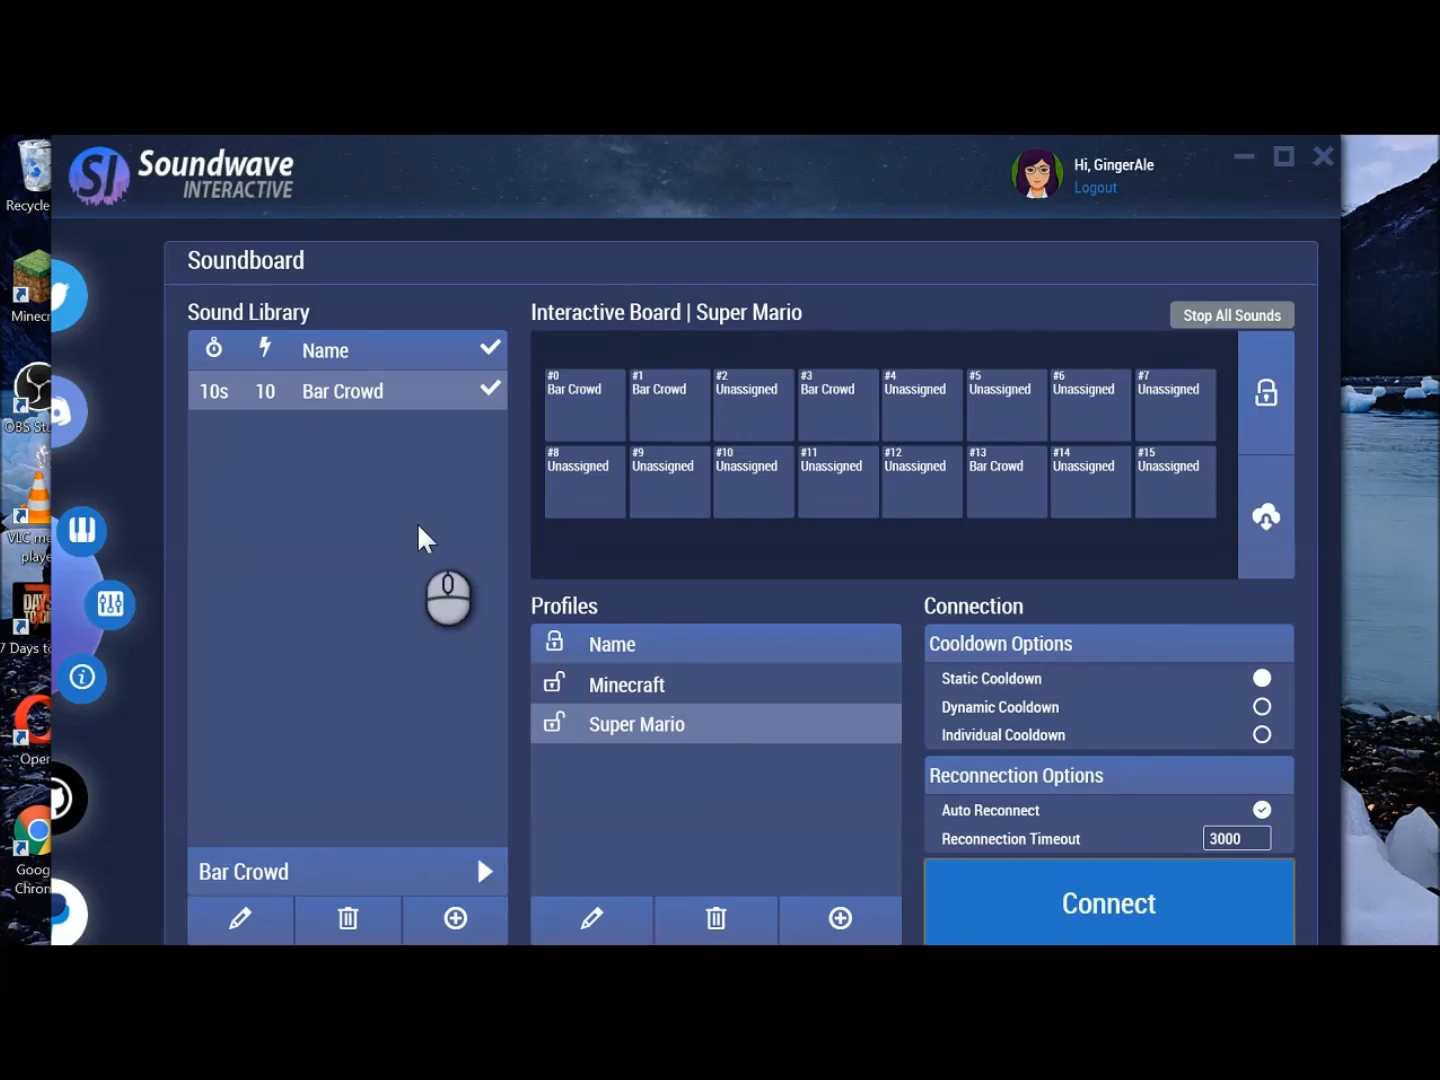 Soundwave
INTERACTIVE
SI
Hi, GingerAle
Logout
Recycle
Minecr
OBS Stu
VLC me
playe
7 Days to
Oper
Goog
Chron
Soundboard
Sound Library
Name
10s 10 Bar Crowd
Bar Crowd
Interactive Board | Super Mario
Stop All Sounds
#0 #1 #2 #3 #4 #5 #6 #7
Bar Crowd Bar Crowd Unassigned Bar Crowd Unassigned Unassigned Unassigned Unassigned
#8 #9 #10 #11 #12 #13 #14 #15
Unassigned Unassigned Unassigned Unassigned Unassigned Bar Crowd Unassigned Unassigned
Profiles
Name
Minecraft
Super Mario
Connection
Cooldown Options
Static Cooldown
Dynamic Cooldown
Individual Cooldown
Reconnection Options
Auto Reconnect
Reconnection Timeout 3000
Connect